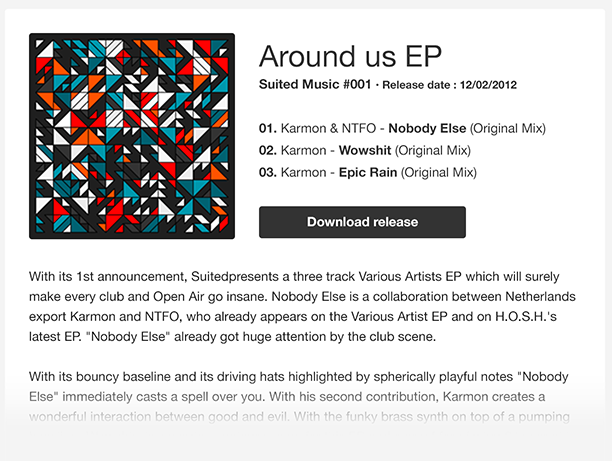 Around us EP
Suited Music #001 · Release date : 12/02/2012
01. Karmon & NTFO - Nobody Else (Original Mix)
02. Karmon - Wowshit (Original Mix)
03. Karmon - Epic Rain (Original Mix)
Download release
With its 1st announcement, Suitedpresents a three track Various Artists EP which will surely
make every club and Open Air go insane. Nobody Else is a collaboration between Netherlands
export Karmon and NTFO, who already appears on the Various Artist EP and on H.O.S.H.'s
latest EP. "Nobody Else" already got huge attention by the club scene.
With its bouncy baseline and its driving hats highlighted by spherically playful notes "Nobody
Else" immediately casts a spell over you. With his second contribution, Karmon creates a
wonderful interaction between good and evil. With the funky brass synth on top of a pumping